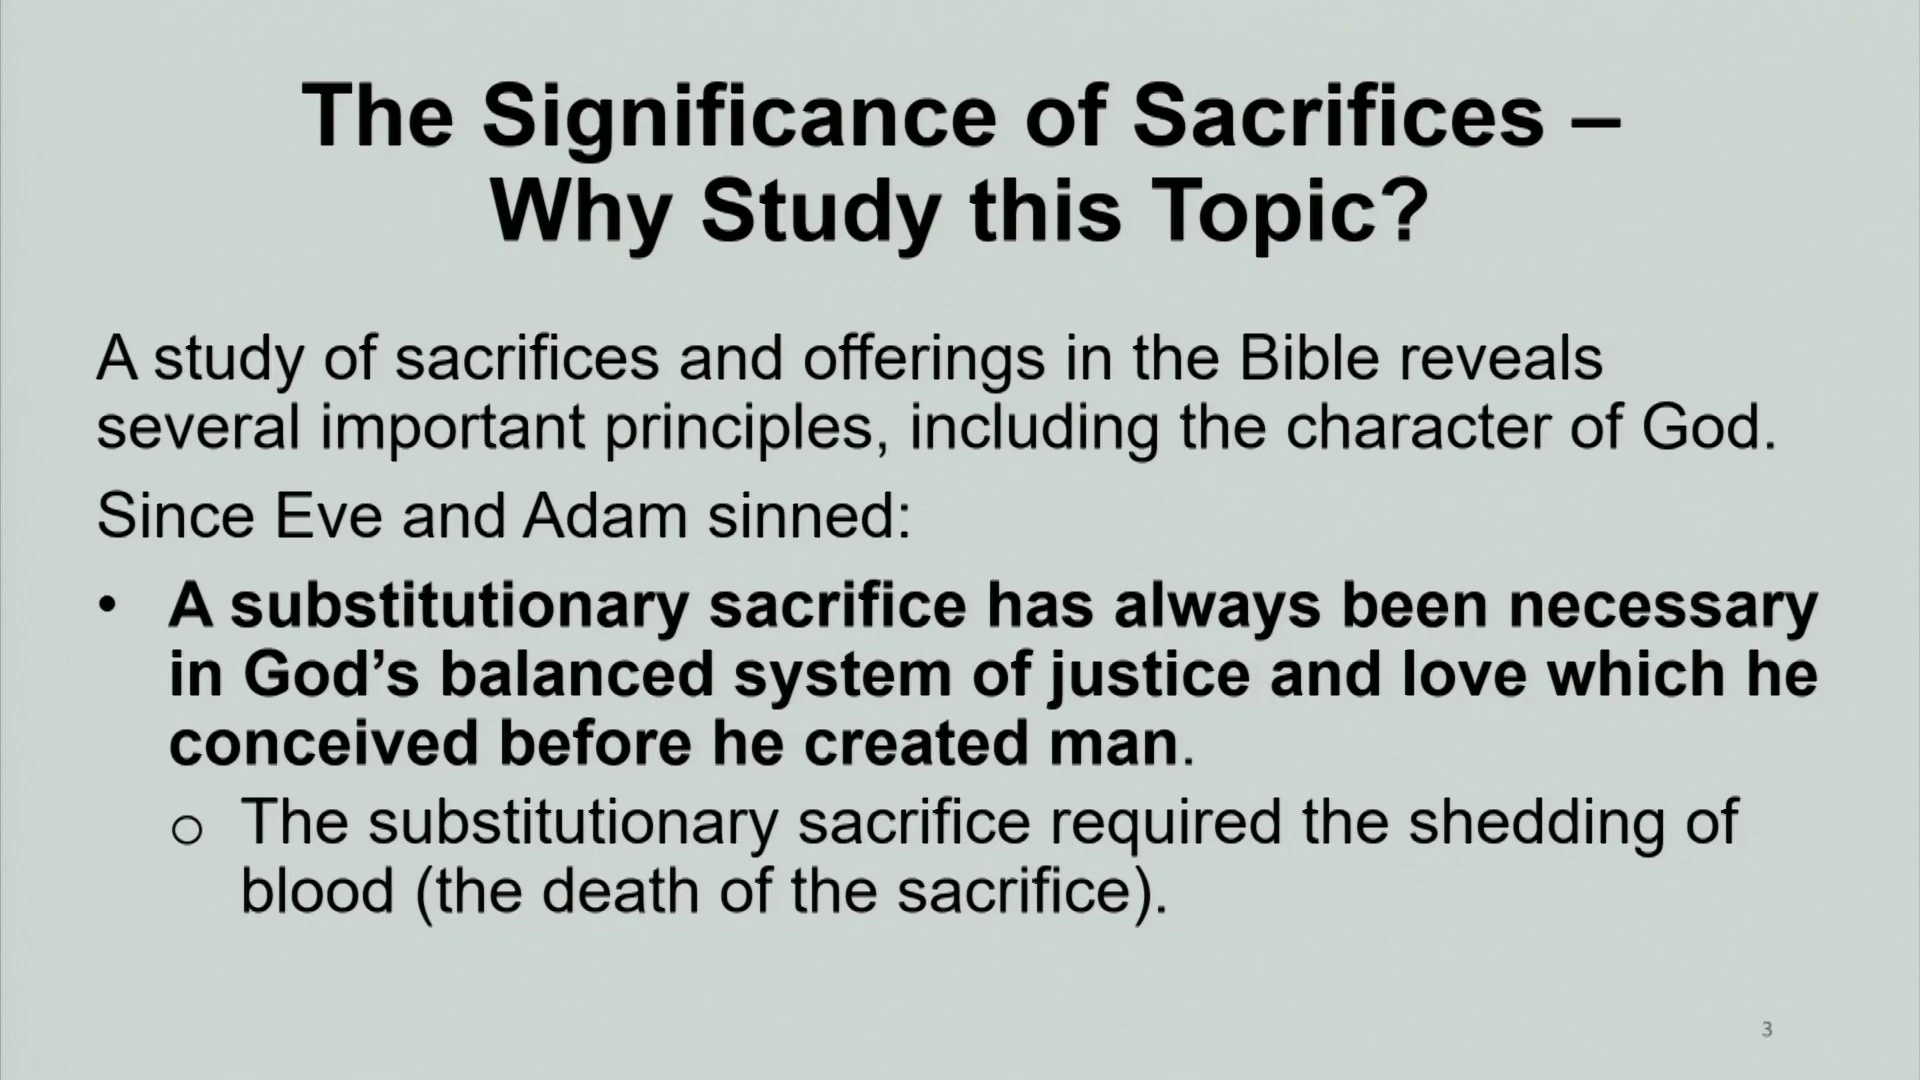 The Significance of Sacrifices –
Why Study this Topic?
A study of sacrifices and offerings in the Bible reveals
several important principles, including the character of God.
Since Eve and Adam sinned:
• A substitutionary sacrifice has always been necessary
in God’s balanced system of justice and love which he
conceived before he created man.
o The substitutionary sacrifice required the shedding of
blood (the death of the sacrifice).
3